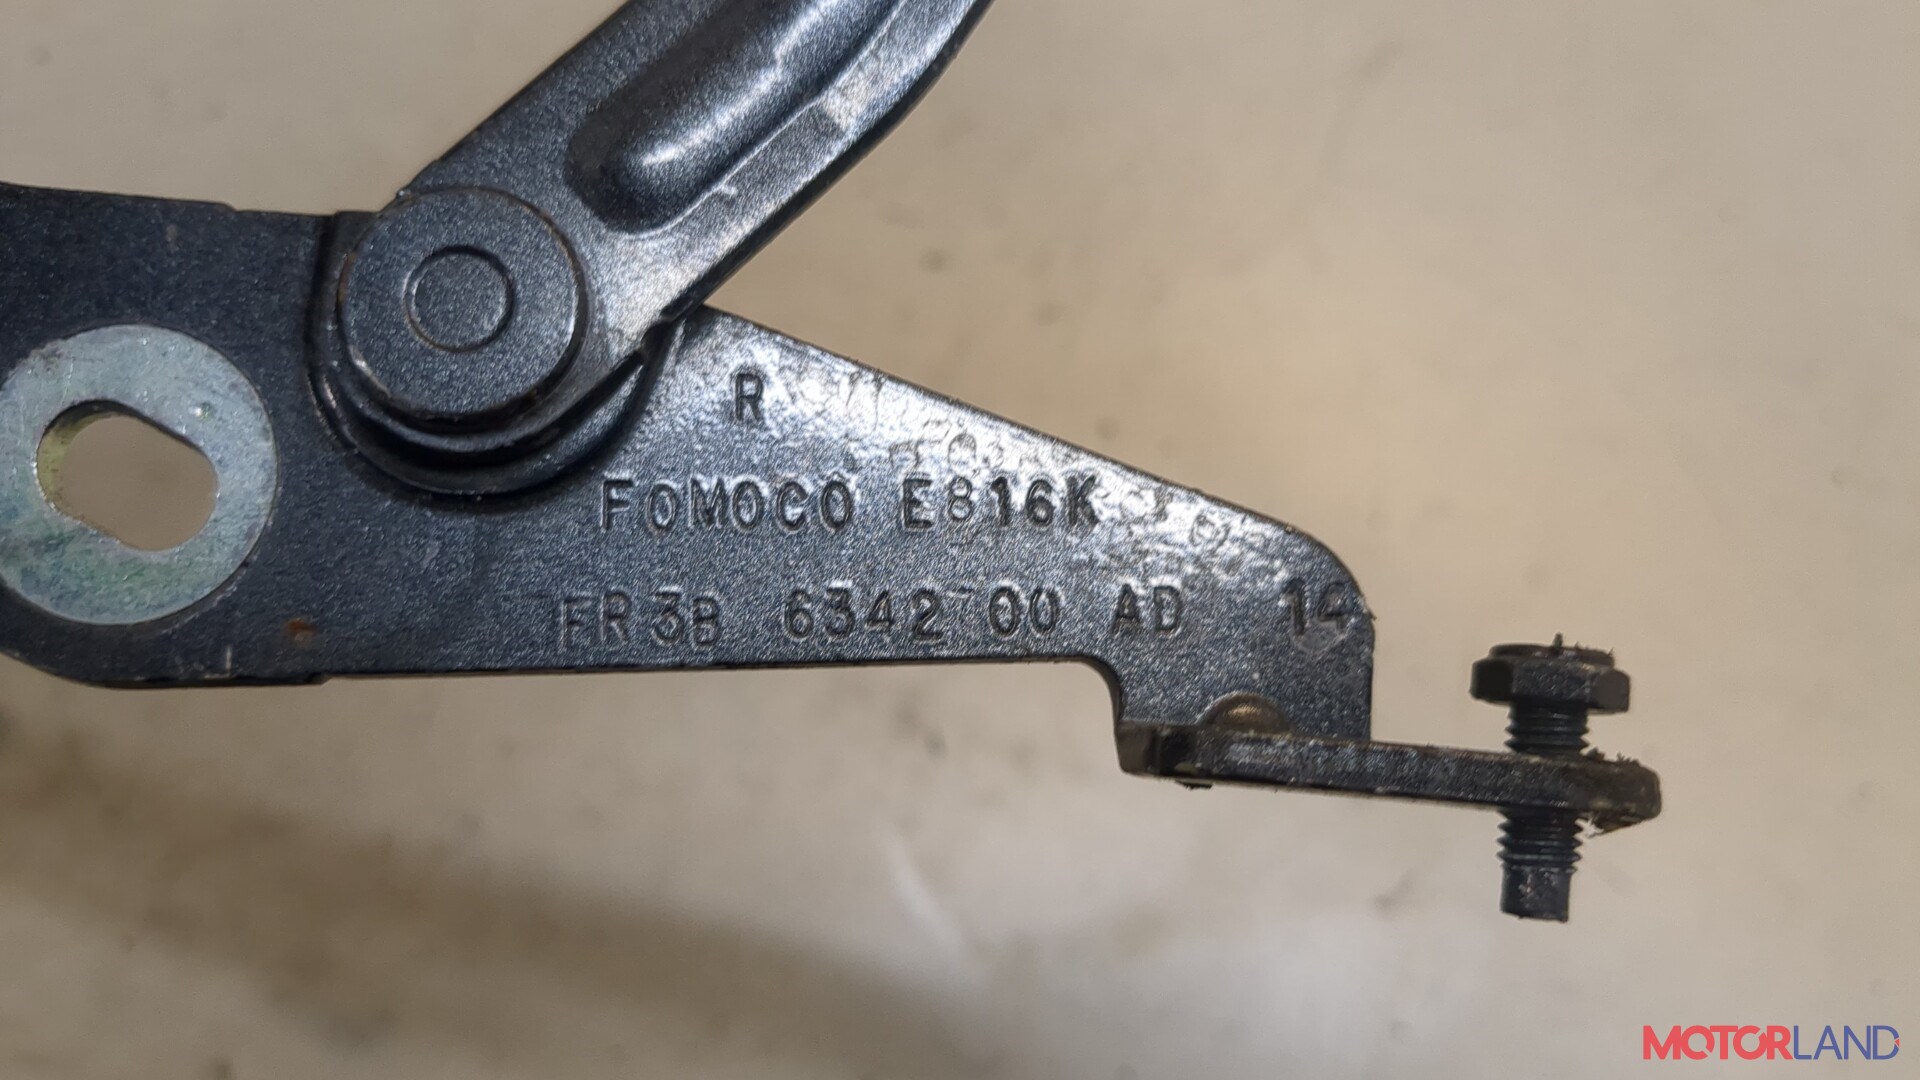 R
FOMOCO E816K
FR3B 6342700 AD 14
MOTORLAND